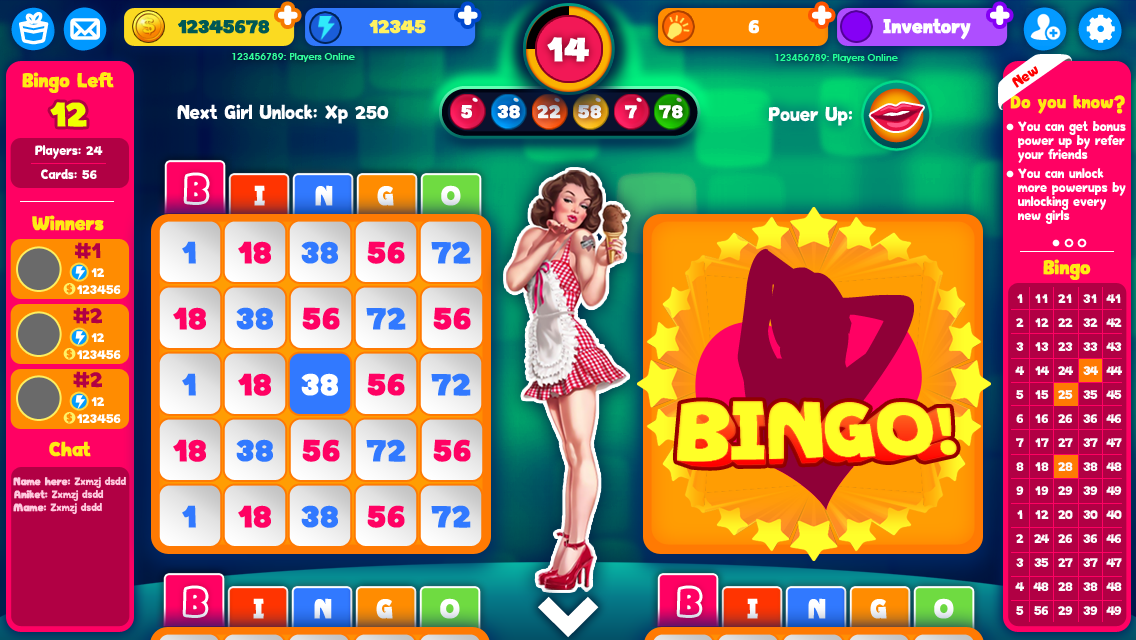 12345678
12345
14
6
Inventory
123456789: Players Online
123456789: Players Online
Bingo Left
12
Players: 24
Cards: 56
Winners
#1
12
123456
#2
12
123456
#2
12
123456
Chat
Name here: Zxmzj dsdd
Aniket: Zxmzj dsdd
Mame: Zxmzj dsdd
Next Girl Unlock: Xp 250
5 38 22 58 7 78
Pouer Up:
B I N G O
1 18 38 56 72
18 38 56 72 56
1 18 38 56 72
18 38 56 72 56
1 18 38 56 72
BINGO!
B I N G O
B I N G O
New
Do you know?
You can get bonus
power up by refer
your friends
You can unlock
more powerups by
unlocking every
new girls
Bingo
1 11 21 31 41
2 12 22 32 42
3 13 23 33 43
4 14 24 34 44
5 15 25 35 45
6 16 26 36 46
7 17 27 37 47
8 18 28 38 48
9 19 29 39 49
1 12 20 30 40
2 24 26 36 46
3 35 27 37 47
4 48 28 38 48
5 56 29 39 49